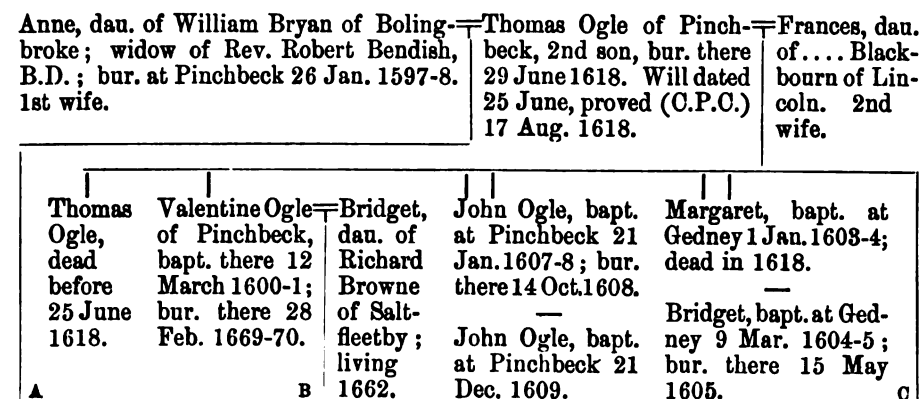 Anne, dau. of William Bryan of Boling-
broke; widow of Rev. Robert Bendish,
B.D.; bur. at Pinchbeck 26 Jan. 1597-8.
1st wife.
Thomas Ogle of Pinch-
beck, 2nd son, bur. there
29 June 1618. Will dated
25 June, proved (C.P.C.)
17 Aug. 1618.
Frances, dau.
of.... Black-
bourn of Lin-
coln. 2nd
wife.
Thomas
Ogle,
dead
before
25 June
1618.
Valentine Ogle
of Pinchbeck,
bapt. there 12
March 1600-1;
bur. there 28
Feb. 1669-70.
Bridget,
dau. of
Richard
Browne
of Salt-
fleetby;
living
1662.
John Ogle, bapt.
at Pinchbeck 21
Jan. 1607-8; bur.
there 14 Oct. 1608.
—
John Ogle, bapt.
at Pinchbeck 21
Dec. 1609.
Margaret, bapt. at
Gedney 1 Jan. 1603-4;
dead in 1618.
—
Bridget, bapt. at Ged-
ney 9 Mar. 1604-5;
bur. there 15 May
1605.
A
B
C